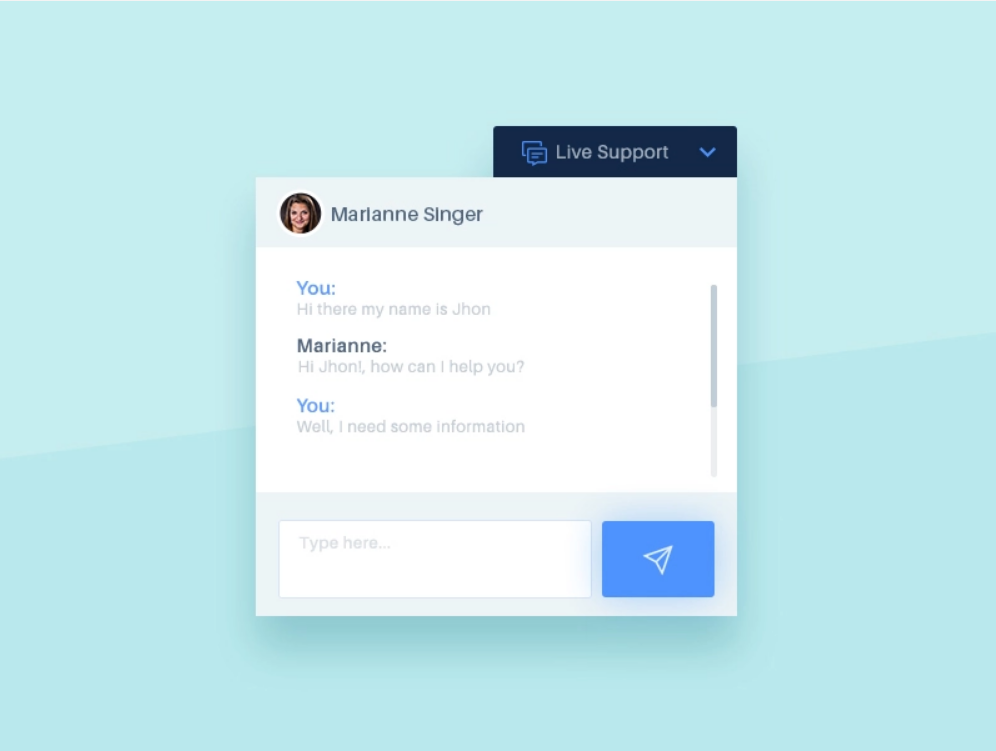 Live Support
Marianne Singer
You:
Hi there my name is Jhon
Marianne:
Hi Jhon!, how can I help you?
You:
Well, I need some information
Type here...